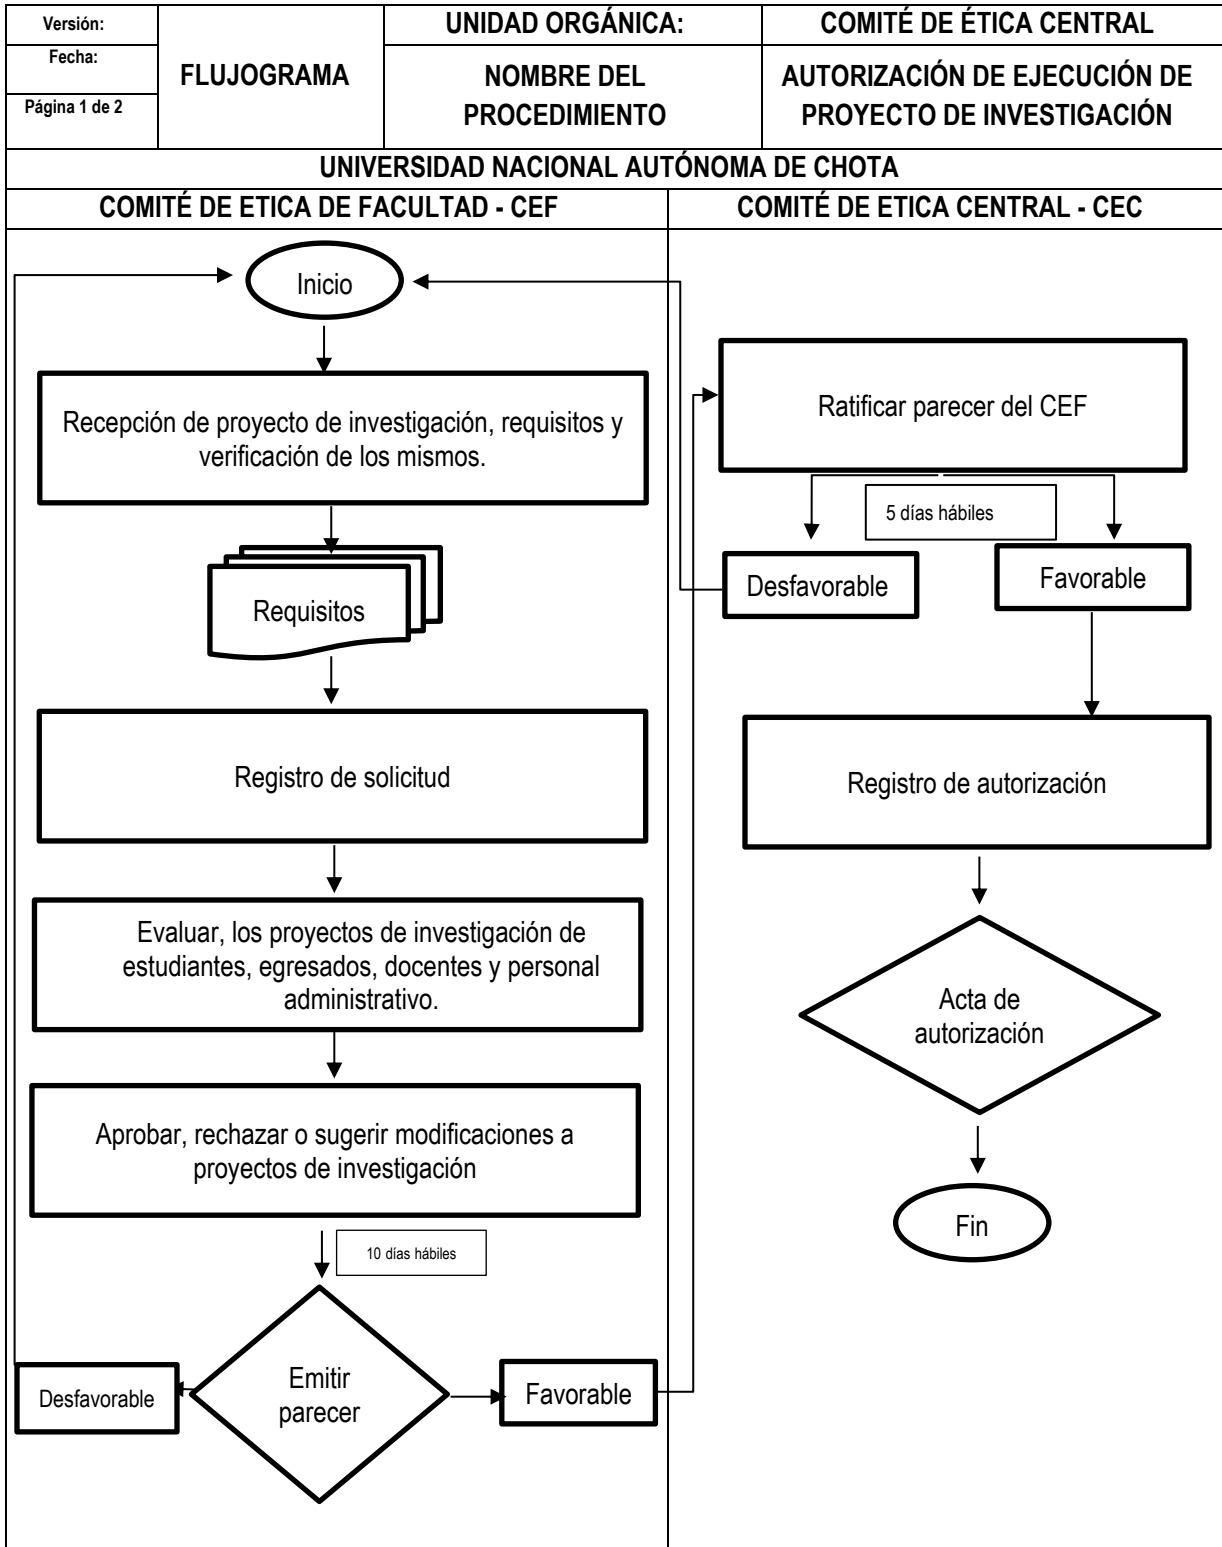 Versión:
Fecha:
Página 1 de 2
FLUJOGRAMA
UNIDAD ORGÁNICA:
COMITÉ DE ÉTICA CENTRAL
NOMBRE DEL
PROCEDIMIENTO
AUTORIZACIÓN DE EJECUCIÓN DE
PROYECTO DE INVESTIGACIÓN
UNIVERSIDAD NACIONAL AUTÓNOMA DE CHOTA
COMITÉ DE ETICA DE FACULTAD - CEF
COMITÉ DE ETICA CENTRAL - CEC
Inicio
Recepción de proyecto de investigación, requisitos y
verificación de los mismos.
Requisitos
Registro de solicitud
Evaluar, los proyectos de investigación de
estudiantes, egresados, docentes y personal
administrativo.
Aprobar, rechazar o sugerir modificaciones a
proyectos de investigación
10 días hábiles
Emitir
parecer
Desfavorable
Favorable
Ratificar parecer del CEF
5 días hábiles
Desfavorable
Favorable
Registro de autorización
Acta de
autorización
Fin